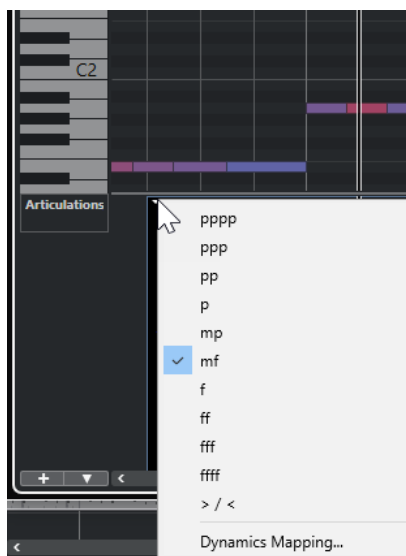 C2
Articulations
pppp
ppp
pp
p
mp
mf
f
ff
fff
ffff
> / <
Dynamics Mapping...